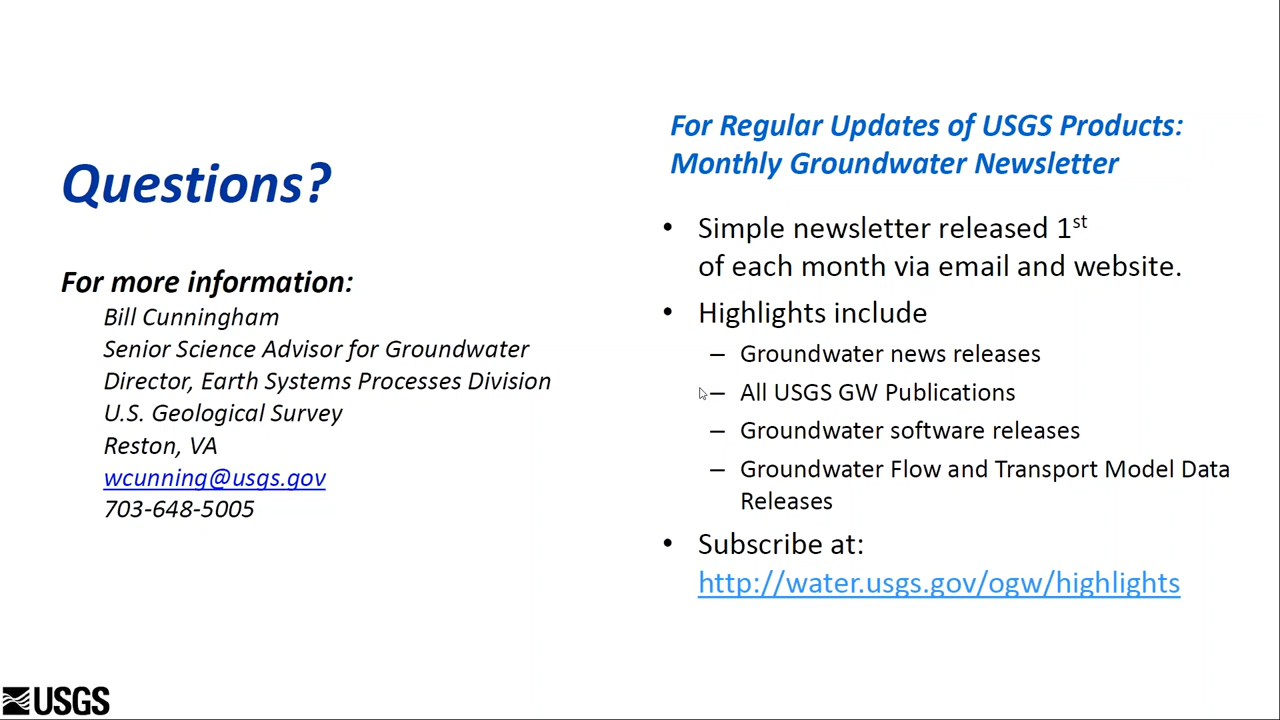 Questions?
For more information:
Bill Cunningham
Senior Science Advisor for Groundwater
Director, Earth Systems Processes Division
U.S. Geological Survey
Reston, VA
wcunning@usgs.gov
703-648-5005
For Regular Updates of USGS Products:
Monthly Groundwater Newsletter
• Simple newsletter released 1st
of each month via email and website.
• Highlights include
– Groundwater news releases
– All USGS GW Publications
– Groundwater software releases
– Groundwater Flow and Transport Model Data
Releases
• Subscribe at:
http://water.usgs.gov/ogw/highlights
USGS